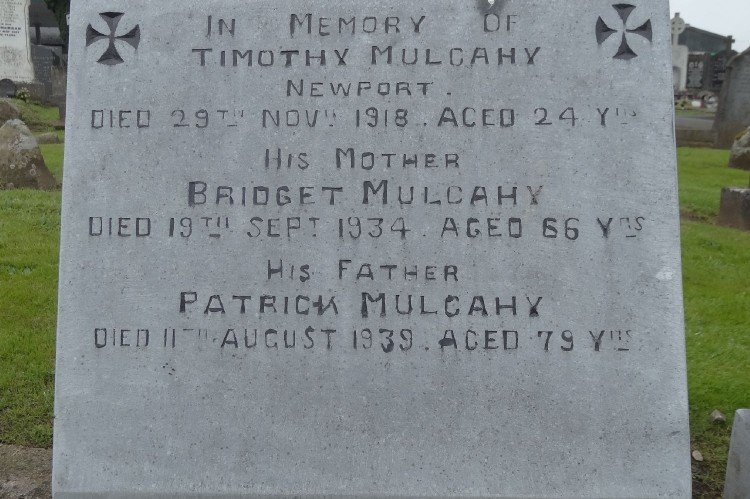 In Memory Of
Timothy Mulcahy
Newport.
Died 29th Novr 1918. Aged 24 Yrs
His Mother
Bridget Mulcahy
Died 19th Sept 1934. Aged 66 Yrs
His Father
Patrick Mulcahy
Died 11th August 1939. Aged 79 Yrs